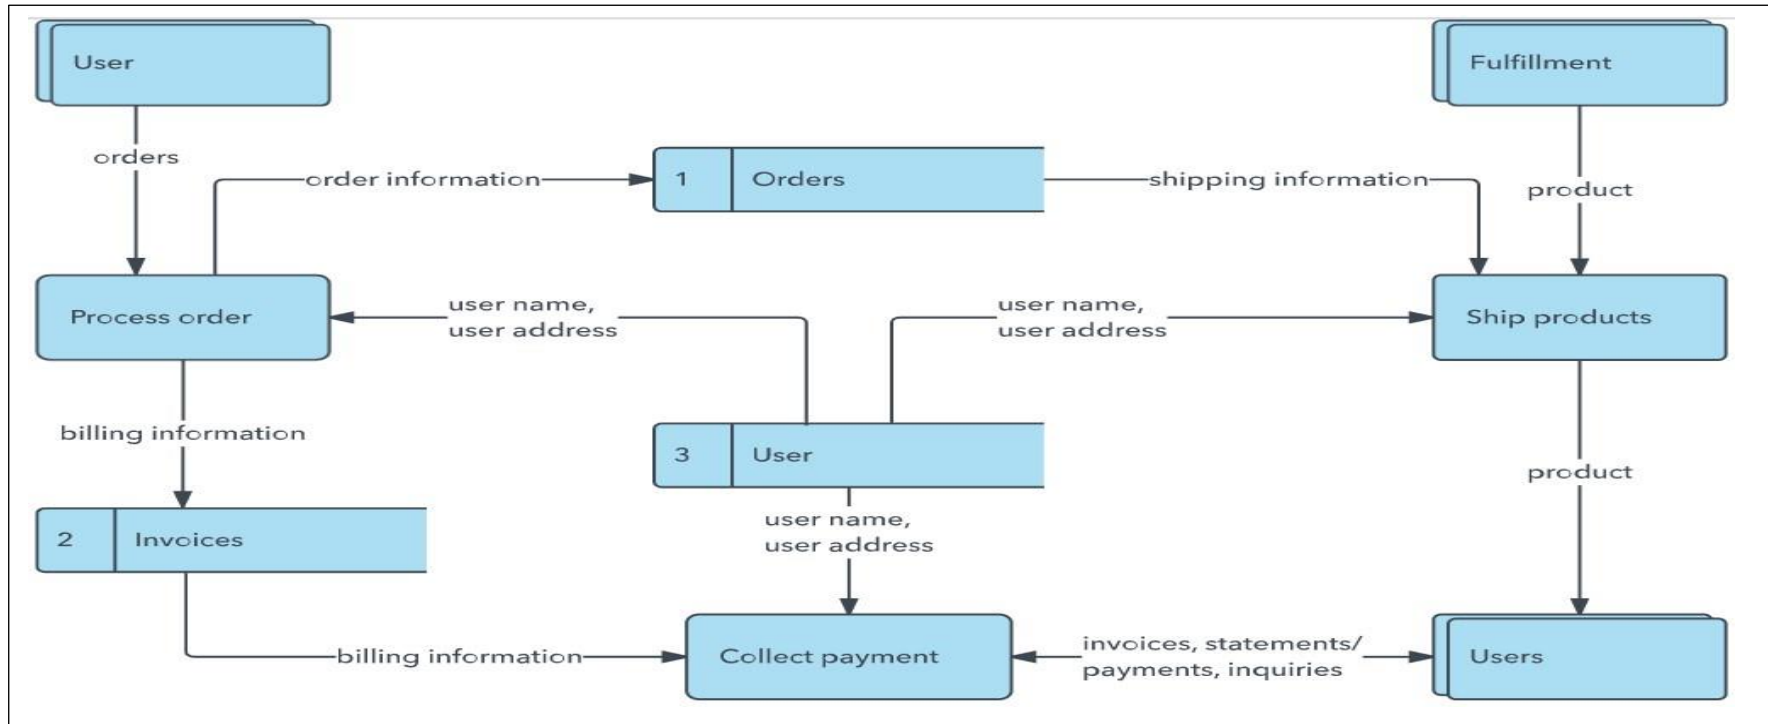 User
Fulfillment
orders
order information
1 Orders
shipping information
product
Process order
user name,
user address
user name,
user address
Ship products
billing information
3 User
product
2 Invoices
user name,
user address
billing information
Collect payment
invoices, statements/
payments, inquiries
Users